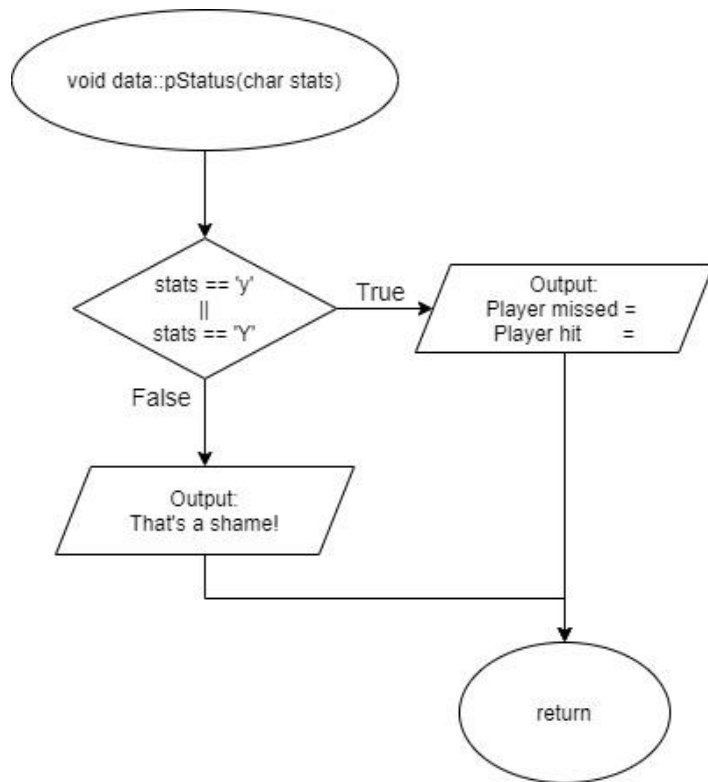 void data::pStatus(char stats)
stats == 'y'
||
stats == 'Y'
True
Output:
Player missed =
Player hit =
False
Output:
That's a shame!
return